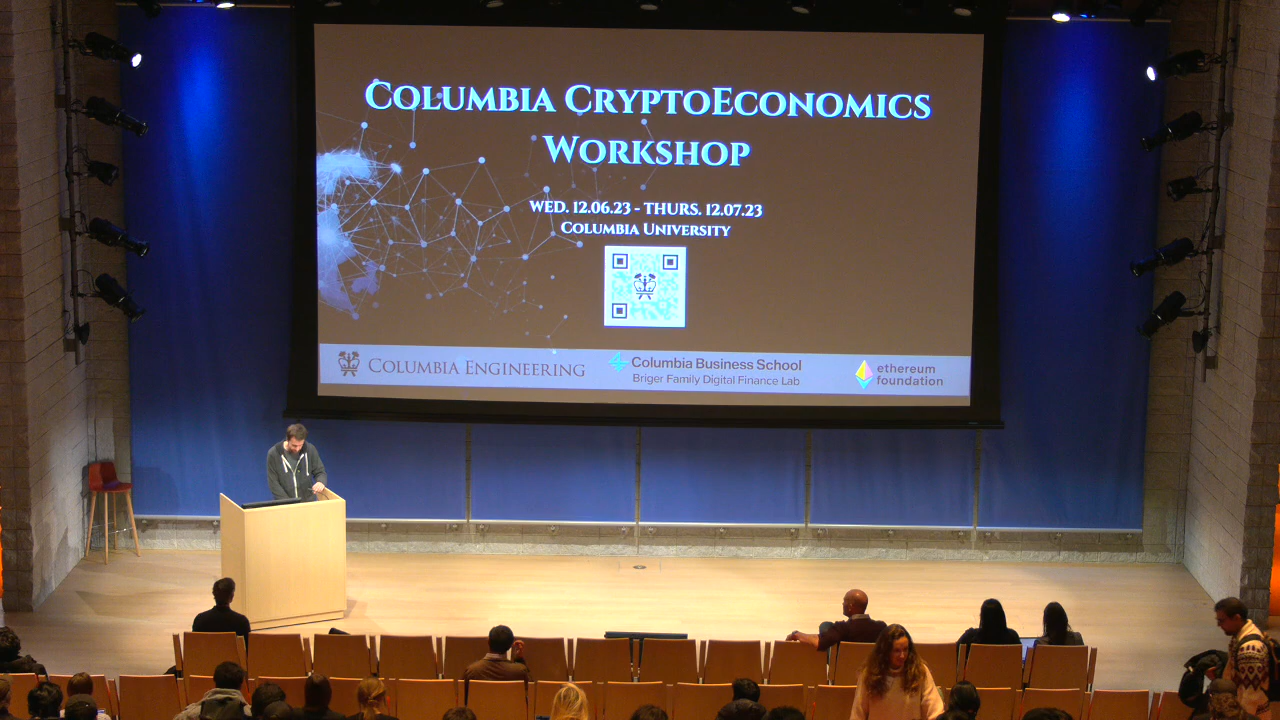 Columbia CryptoEconomics
Workshop
Wed. 12.06.23 - Thurs. 12.07.23
Columbia University
Columbia Engineering
Columbia Business School
Briger Family Digital Finance Lab
ethereum
foundation